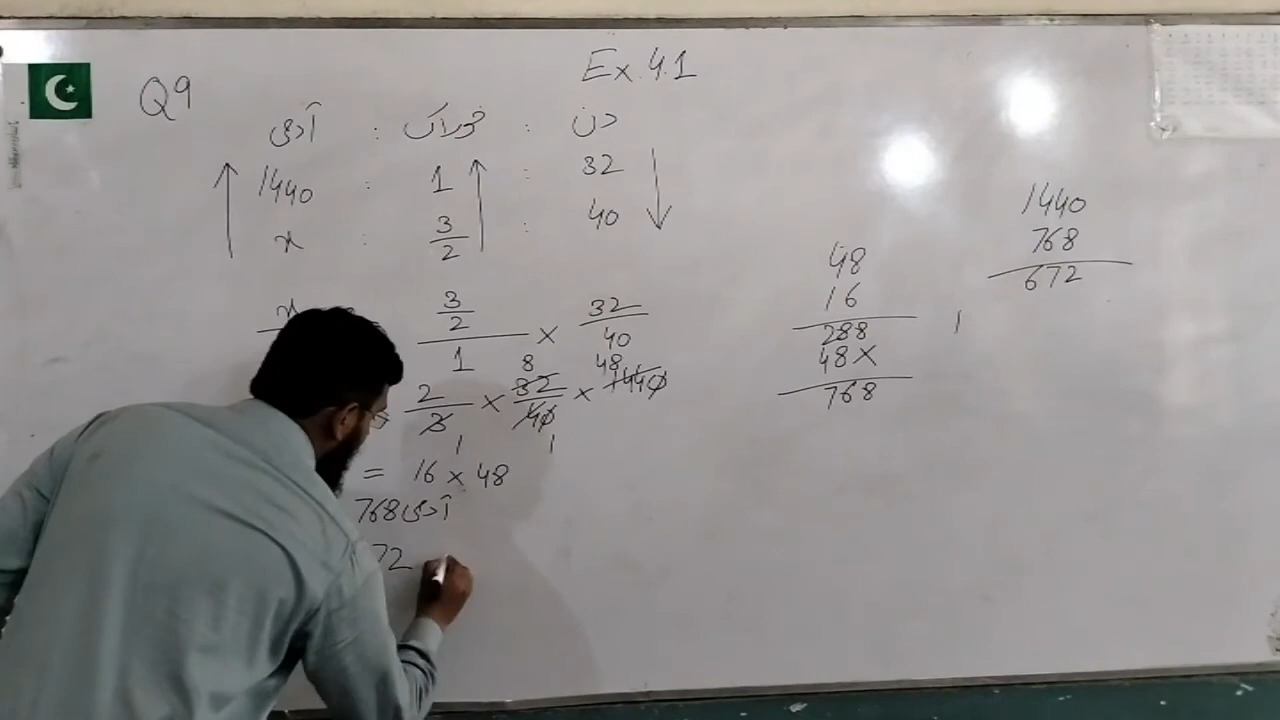 Ex 4.1
Q9
آدمی : خوراک : دن
1440 : 1 : 32
x : 3/2 : 40
x
3/2 / 1 × 32/40
8 48
2/3 × 32/40 × 1440
1 1
= 16 × 48
768 آدمی
72
48
16
288
48×
768
1440
768
672